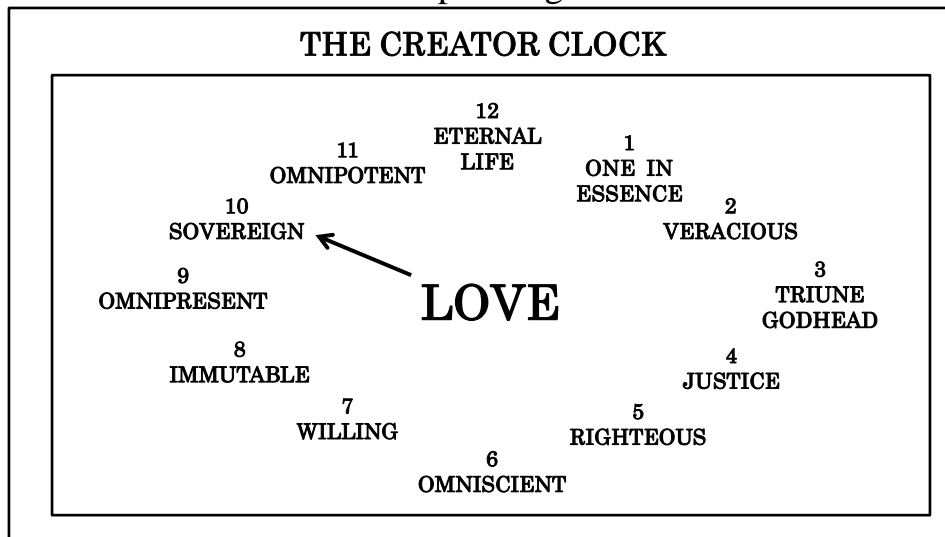 THE CREATOR CLOCK
12
ETERNAL
LIFE
1
ONE IN
ESSENCE
11
OMNIPOTENT
2
VERACIOUS
10
SOVEREIGN
3
TRIUNE
GODHEAD
9
OMNIPRESENT
LOVE
4
JUSTICE
8
IMMUTABLE
5
RIGHTEOUS
7
WILLING
6
OMNISCIENT